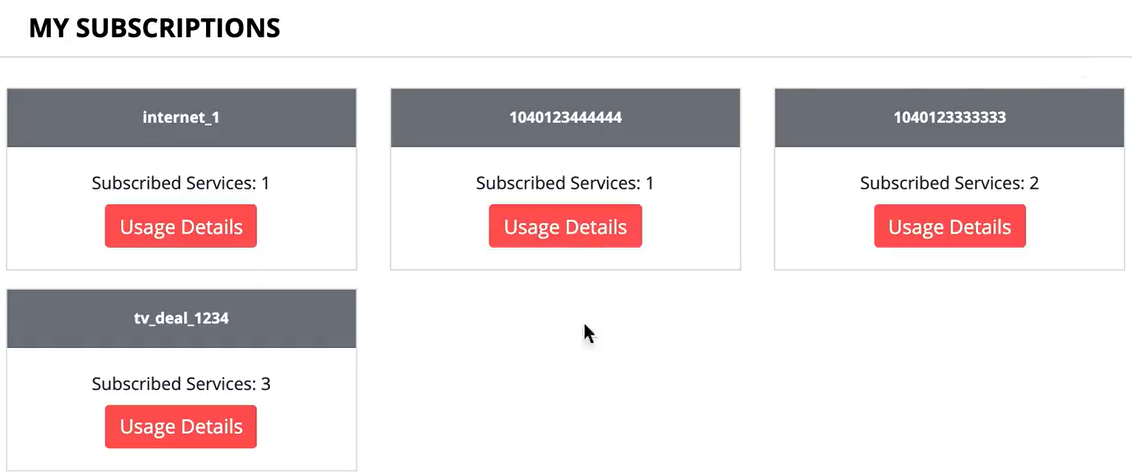 MY SUBSCRIPTIONS
internet_1
1040123444444
1040123333333
Subscribed Services: 1
Subscribed Services: 1
Subscribed Services: 2
Usage Details
Usage Details
Usage Details
tv_deal_1234
Subscribed Services: 3
Usage Details